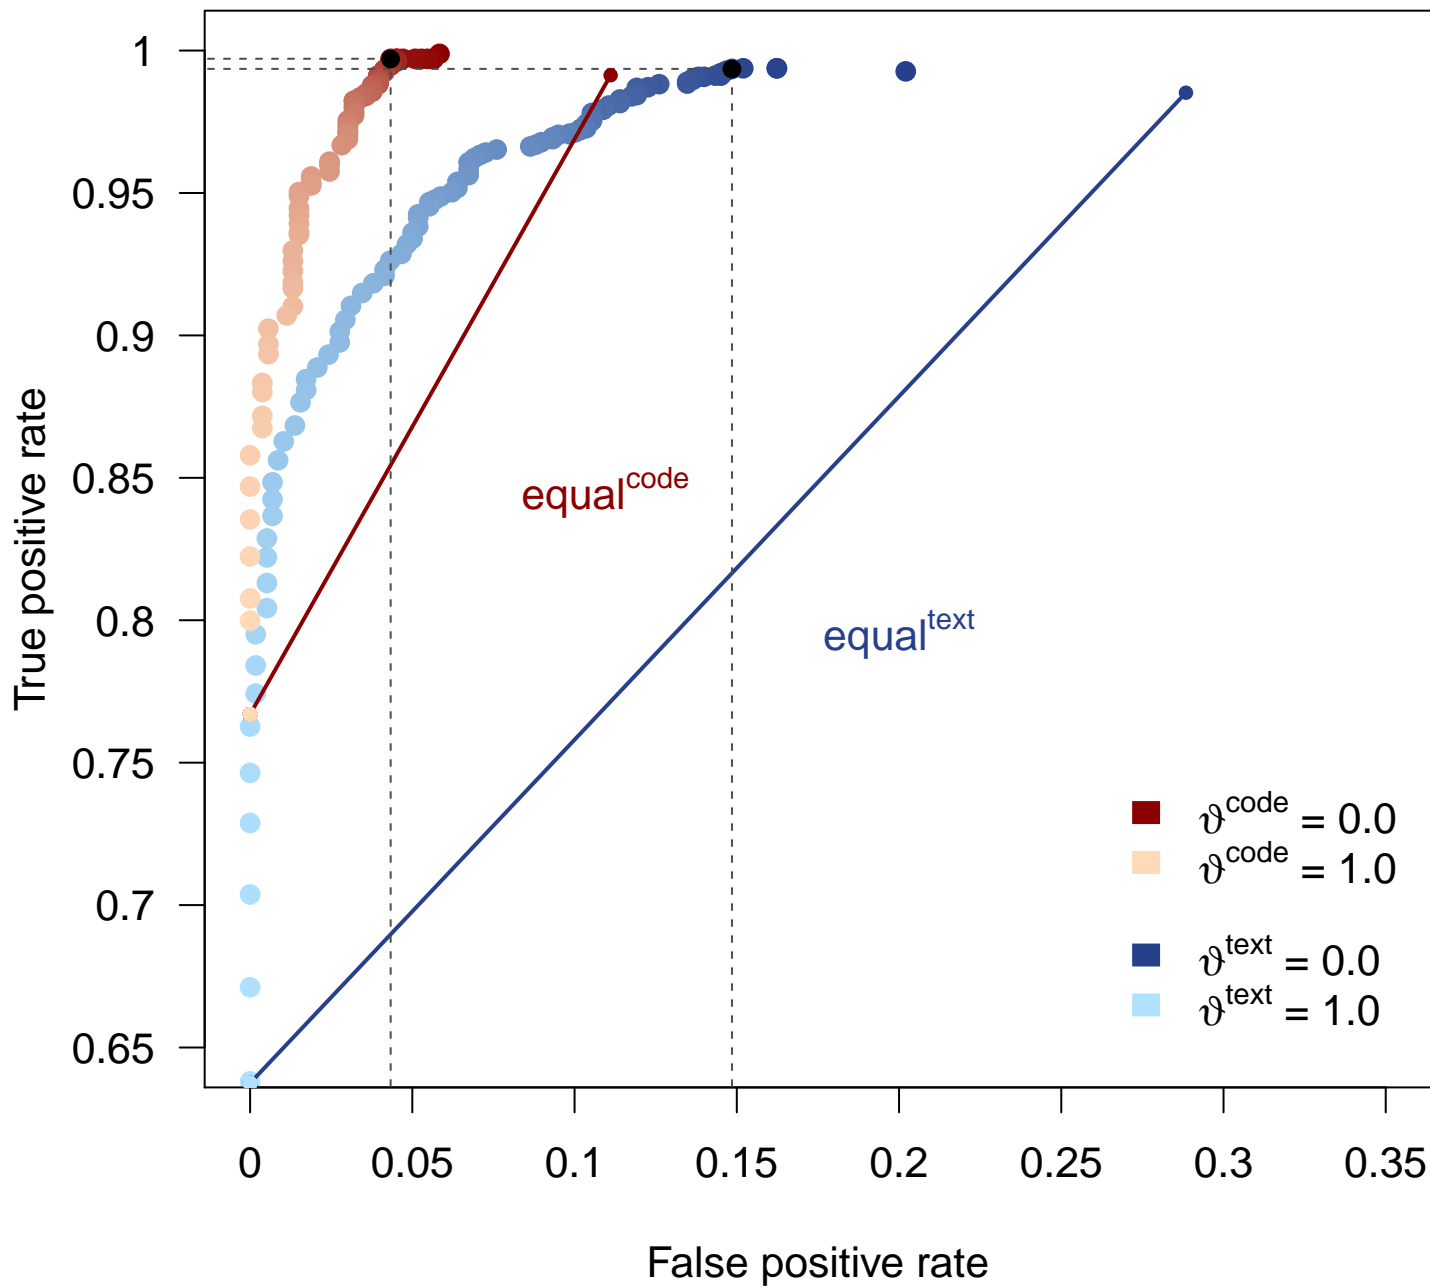 True positive rate
1
0.95
0.9
0.85
0.8
0.75
0.7
0.65
equal^code
equal^text
ϑ^code = 0.0
ϑ^code = 1.0
ϑ^text = 0.0
ϑ^text = 1.0
0 0.05 0.1 0.15 0.2 0.25 0.3 0.35
False positive rate